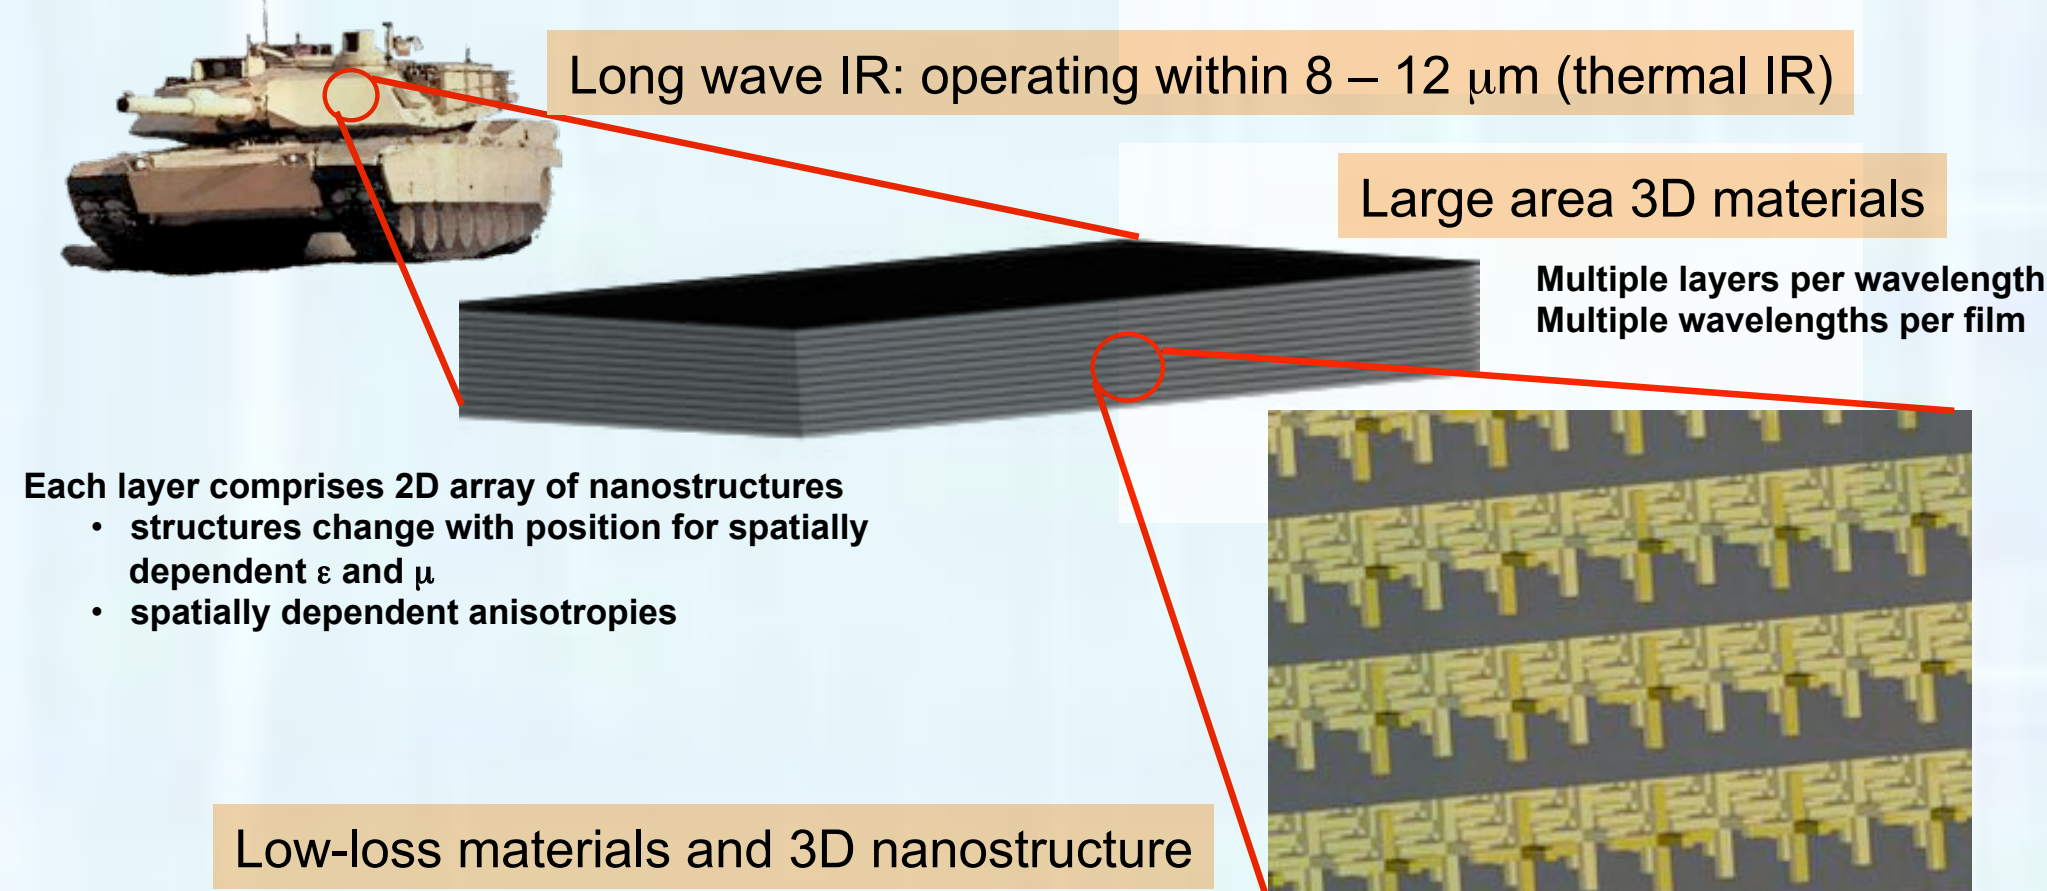 Long wave IR: operating within 8 – 12 μm (thermal IR)
Large area 3D materials
Multiple layers per wavelength
Multiple wavelengths per film
Each layer comprises 2D array of nanostructures
• structures change with position for spatially
dependent ε and μ
• spatially dependent anisotropies
Low-loss materials and 3D nanostructure